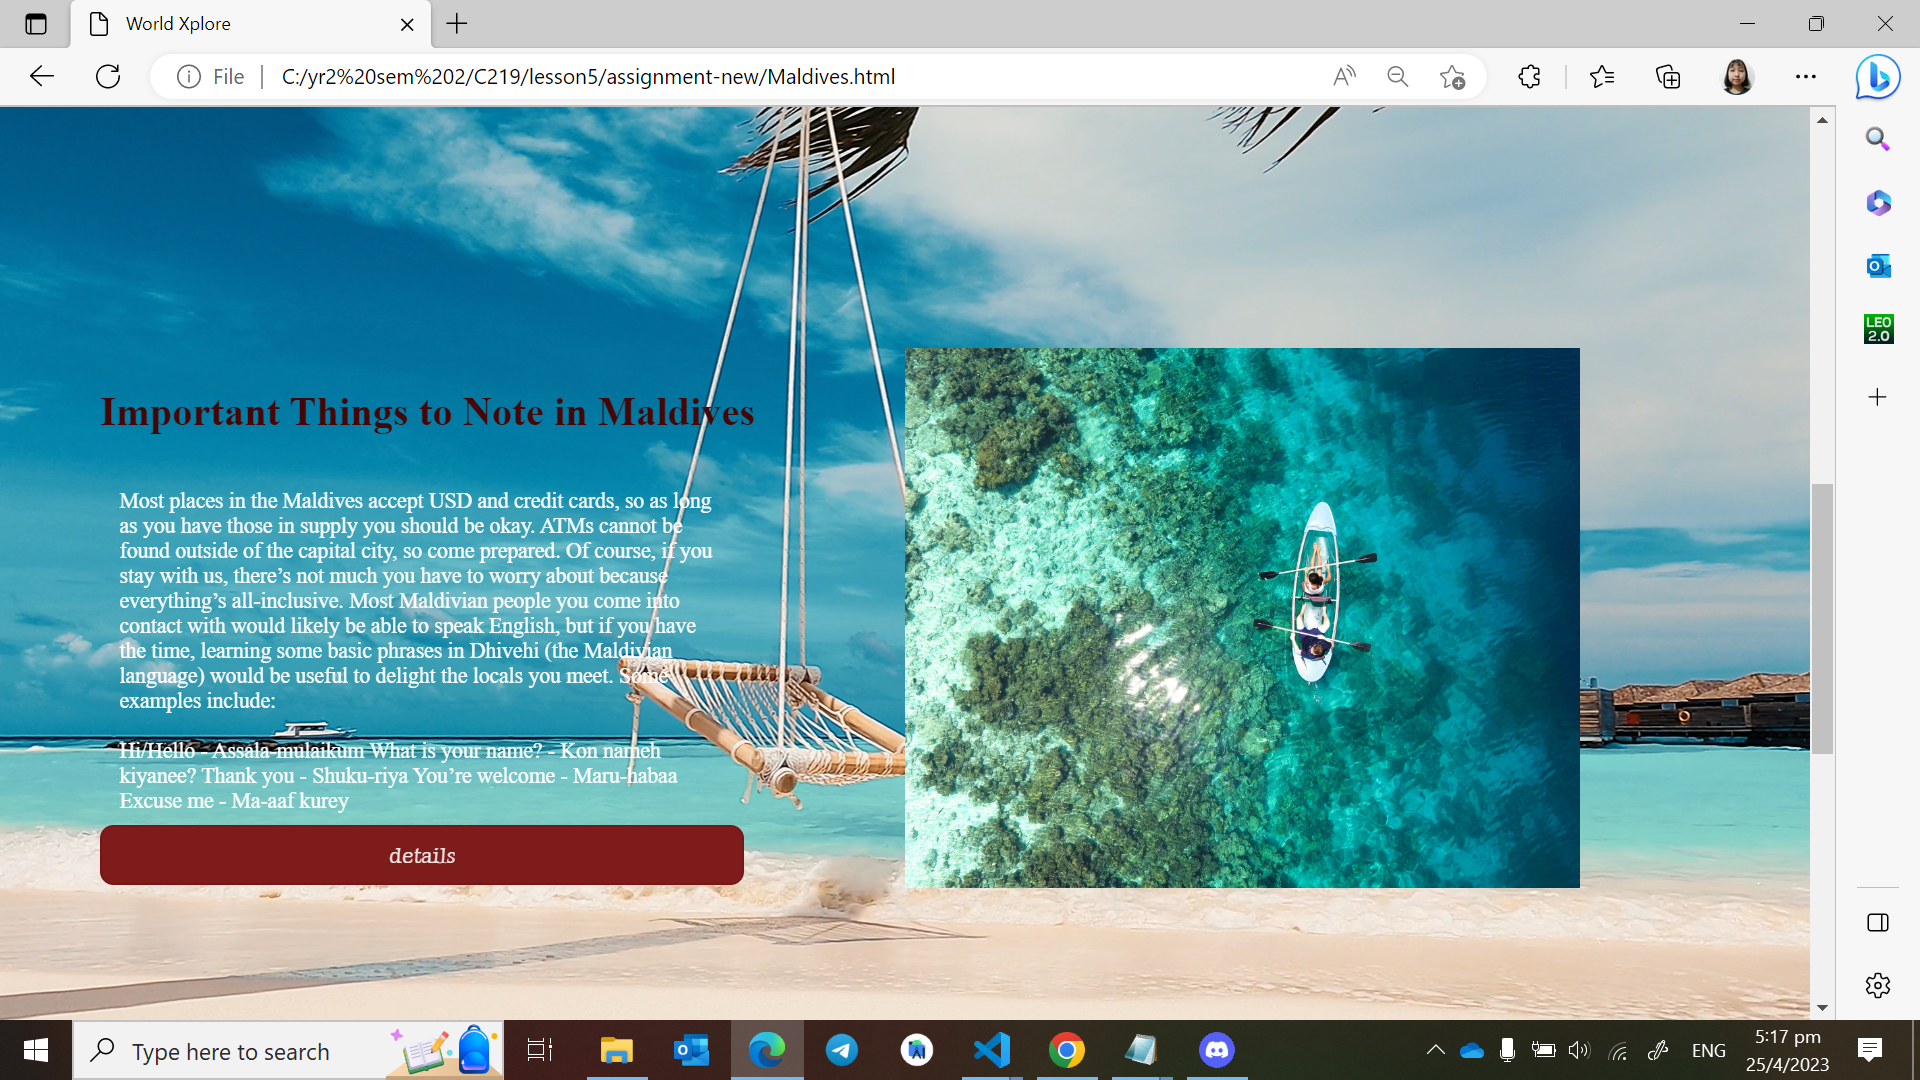 World Xplore
File
C:/yr2%20sem%202/C219/lesson5/assignment-new/Maldives.html
LEO
2.0
Important Things to Note in Maldives
Most places in the Maldives accept USD and credit cards, so as long
as you have those in supply you should be okay. ATMs cannot be
found outside of the capital city, so come prepared. Of course, if you
stay with us, there’s not much you have to worry about because
everything’s all-inclusive. Most Maldivian people you come into
contact with would likely be able to speak English, but if you have
the time, learning some basic phrases in Dhivehi (the Maldivian
language) would be useful to delight the locals you meet. Some
examples include:
Hi/Hello - Assala-mulaikum What is your name? - Kon nameh
kiyanee? Thank you - Shuku-riya You’re welcome - Maru-habaa
Excuse me - Ma-aaf kurey
details
Type here to search
ENG
5:17 pm
25/4/2023